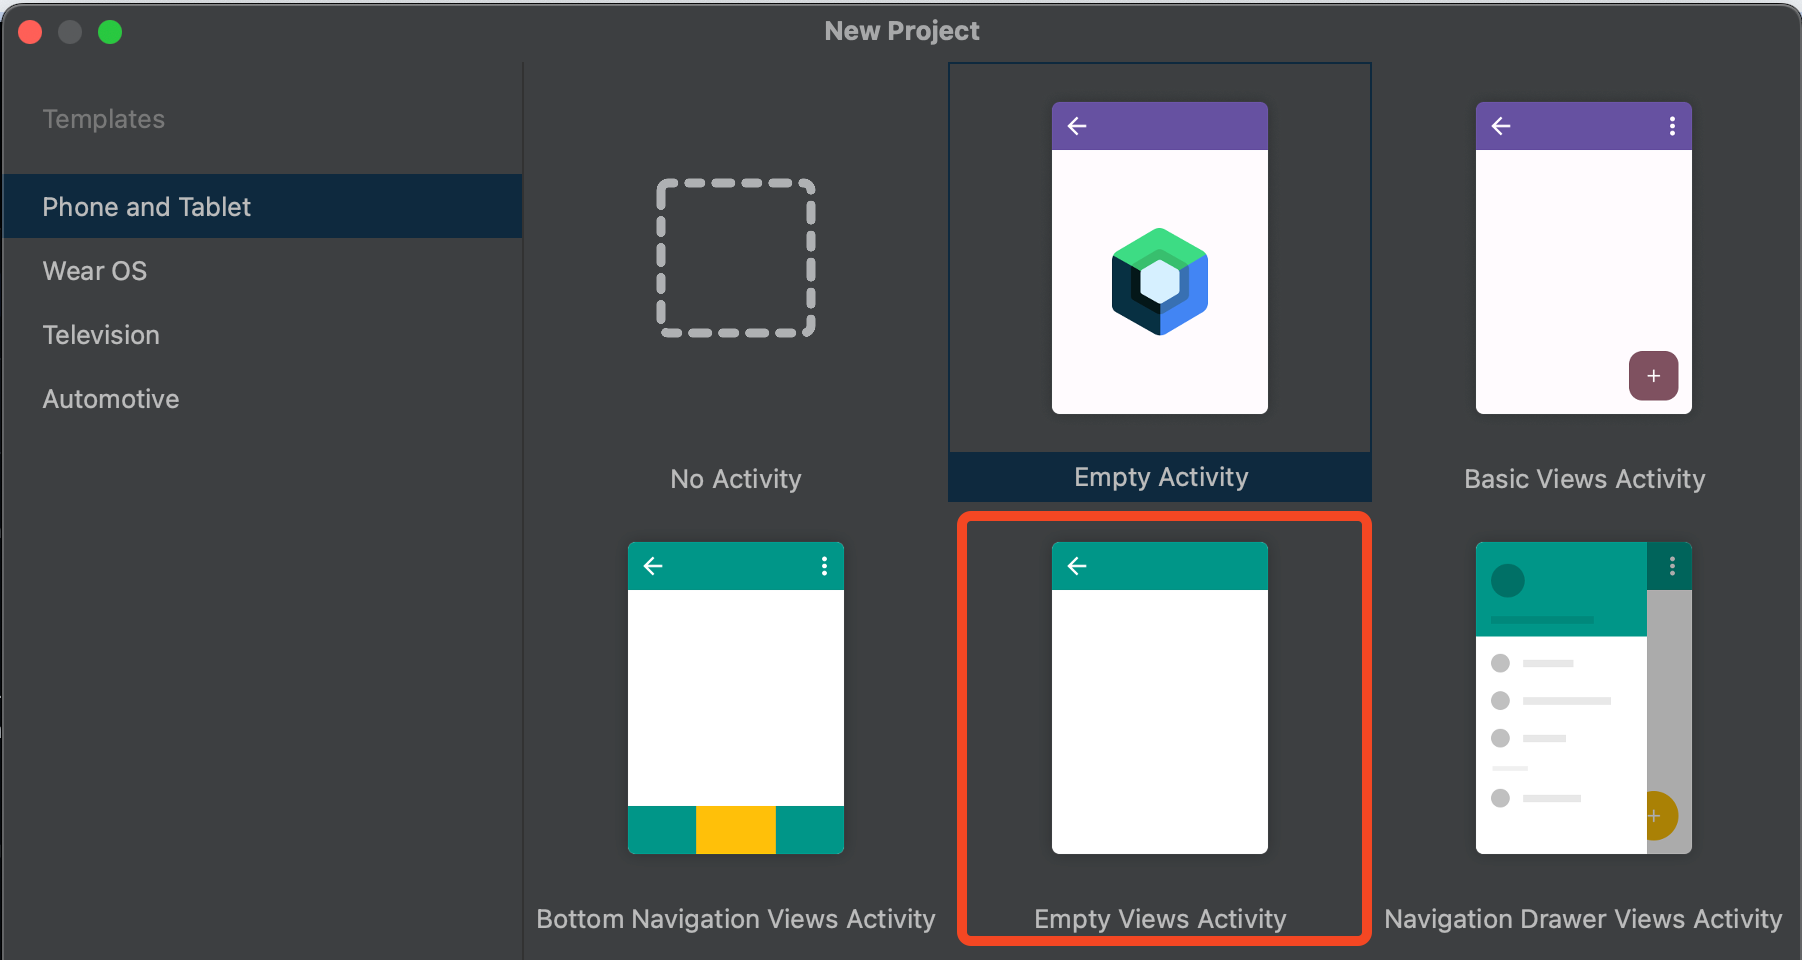 New Project
Templates
Phone and Tablet
Wear OS
Television
Automotive
No Activity
Empty Activity
Basic Views Activity
Bottom Navigation Views Activity
Empty Views Activity
Navigation Drawer Views Activity